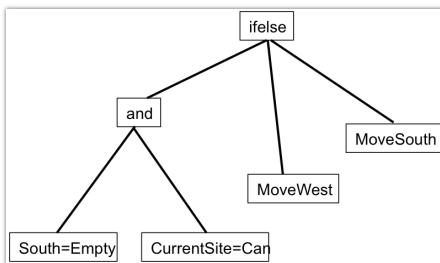 ifelse
and
MoveSouth
MoveWest
South=Empty
CurrentSite=Can